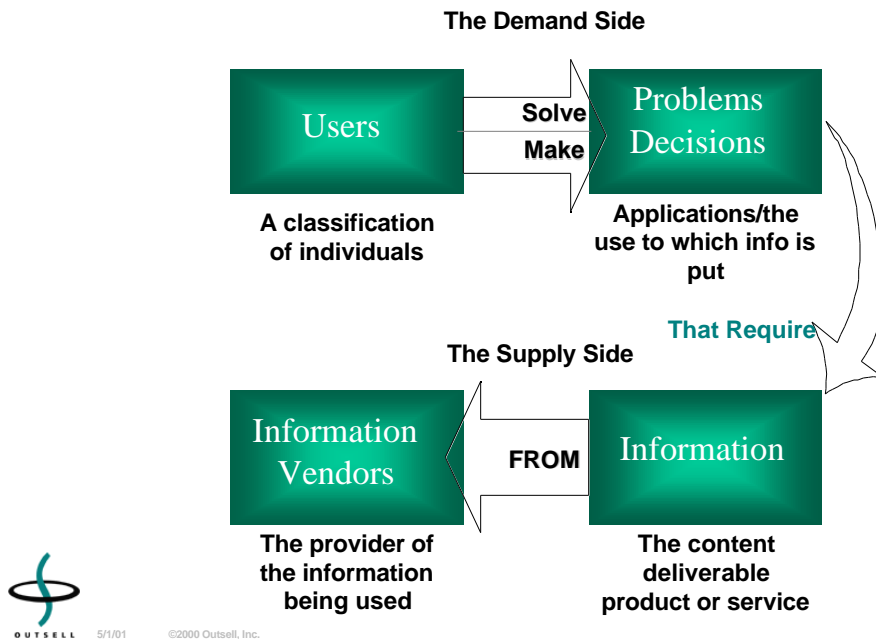 The Demand Side
Users
Solve
Make
Problems
Decisions
A classification
of individuals
Applications/the
use to which info is
put
That Require
The Supply Side
Information
Vendors
FROM
Information
The provider of
the information
being used
The content
deliverable
product or service
OUTSELL
5/1/01 ©2000 Outsell, Inc.